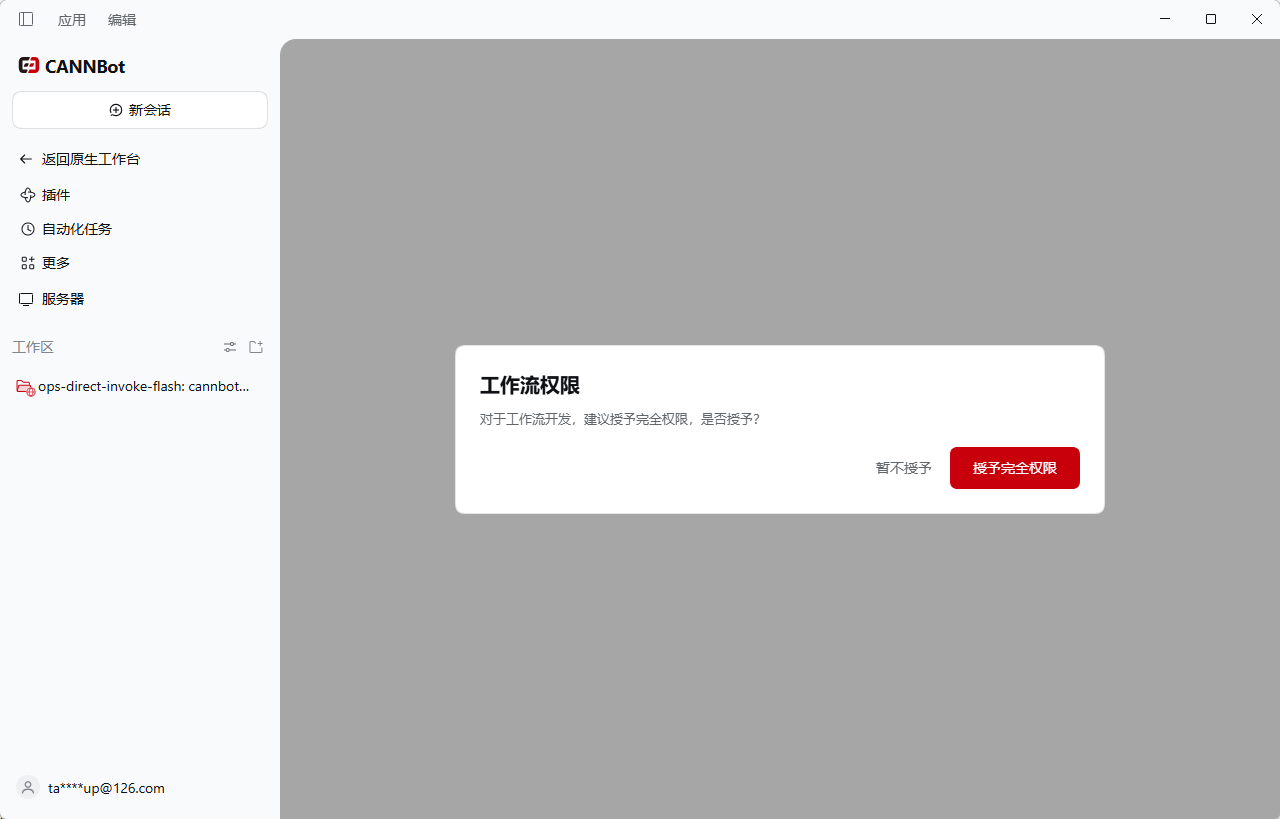 应用 编辑
CANNBot
新会话
返回原生工作台
插件
自动化任务
更多
服务器
工作区
ops-direct-invoke-flash: cannbot...
工作流权限
对于工作流开发，建议授予完全权限，是否授予？
暂不授予 授予完全权限
ta****up@126.com